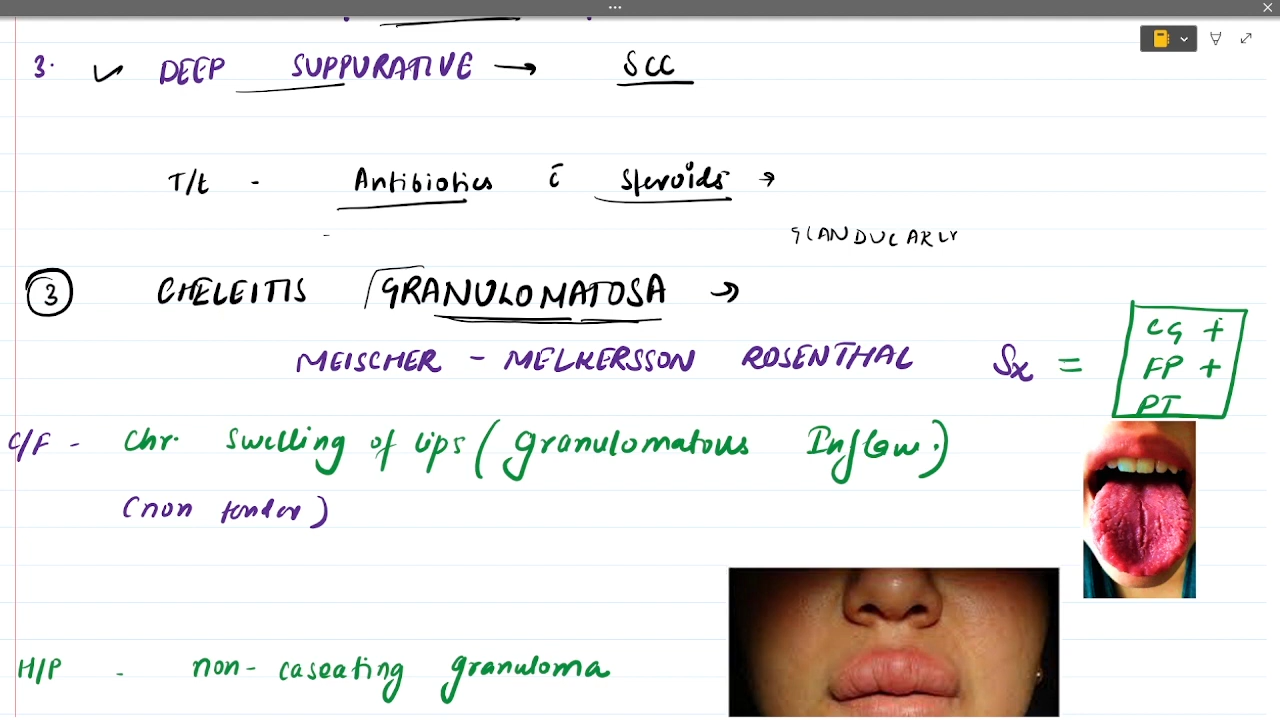 3. ✓ DEEP SUPPURATIVE → SCC
T/t - Antibiotics c̄ Steroids →
GLANDULARLY
③ CHELEITIS GRANULOMATOSA →
MEISCHER - MELKERSSON ROSENTHAL Sx = CG + FP + PT
C/F - Chr. Swelling of lips (Granulomatous Inflam.)
(non tender)
H/P - non-caseating granuloma